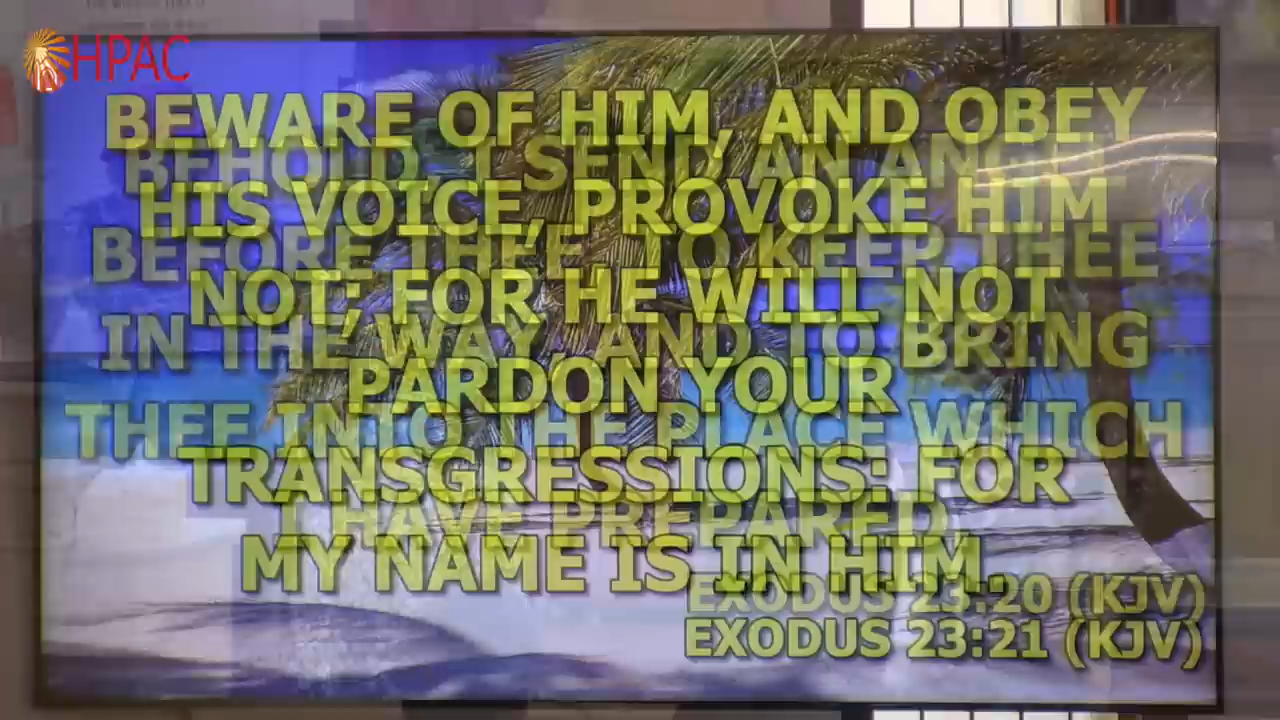 HPAC
BEWARE OF HIM, AND OBEY
HIS VOICE, PROVOKE HIM
NOT; FOR HE WILL NOT
PARDON YOUR
TRANSGRESSIONS: FOR
MY NAME IS IN HIM.
EXODUS 23:21 (KJV)
BEHOLD, I SEND AN ANGEL
BEFORE THEE, TO KEEP THEE
IN THE WAY, AND TO BRING
THEE INTO THE PLACE WHICH
I HAVE PREPARED.
EXODUS 23:20 (KJV)